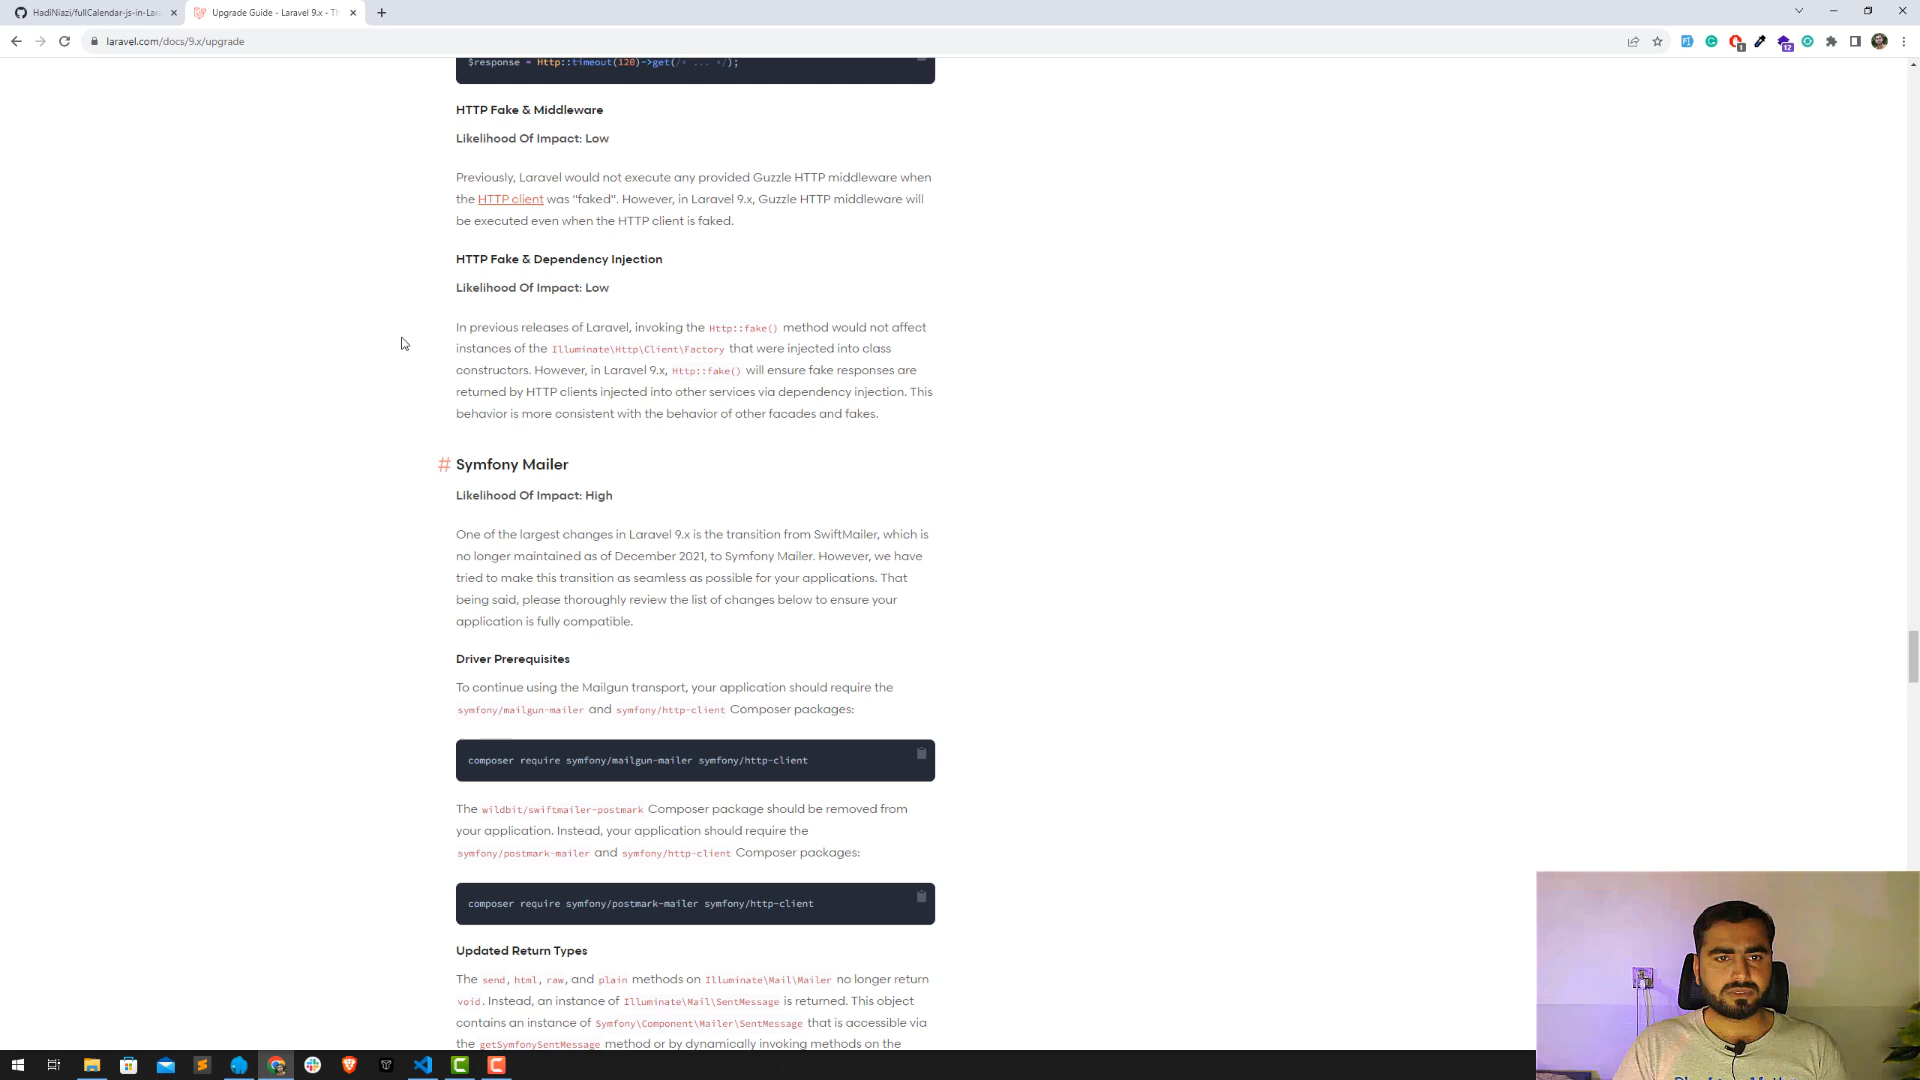 HadiNiazi/fullCalendar-js-in-Lar
Upgrade Guide - Laravel 9.x - Th
laravel.com/docs/9.x/upgrade
1
12
$response = Http::timeout(120)->get(/* ... */);
HTTP Fake & Middleware
Likelihood Of Impact: Low
Previously, Laravel would not execute any provided Guzzle HTTP middleware when
the HTTP client was "faked". However, in Laravel 9.x, Guzzle HTTP middleware will
be executed even when the HTTP client is faked.
HTTP Fake & Dependency Injection
Likelihood Of Impact: Low
In previous releases of Laravel, invoking the Http::fake() method would not affect
instances of the Illuminate\Http\Client\Factory that were injected into class
constructors. However, in Laravel 9.x, Http::fake() will ensure fake responses are
returned by HTTP clients injected into other services via dependency injection. This
behavior is more consistent with the behavior of other facades and fakes.
# Symfony Mailer
Likelihood Of Impact: High
One of the largest changes in Laravel 9.x is the transition from SwiftMailer, which is
no longer maintained as of December 2021, to Symfony Mailer. However, we have
tried to make this transition as seamless as possible for your applications. That
being said, please thoroughly review the list of changes below to ensure your
application is fully compatible.
Driver Prerequisites
To continue using the Mailgun transport, your application should require the
symfony/mailgun-mailer and symfony/http-client Composer packages:
composer require symfony/mailgun-mailer symfony/http-client
The wildbit/swiftmailer-postmark Composer package should be removed from
your application. Instead, your application should require the
symfony/postmark-mailer and symfony/http-client Composer packages:
composer require symfony/postmark-mailer symfony/http-client
Updated Return Types
The send, html, raw, and plain methods on Illuminate\Mail\Mailer no longer return
void. Instead, an instance of Illuminate\Mail\SentMessage is returned. This object
contains an instance of Symfony\Component\Mailer\SentMessage that is accessible via
the getSymfonySentMessage method or by dynamically invoking methods on the